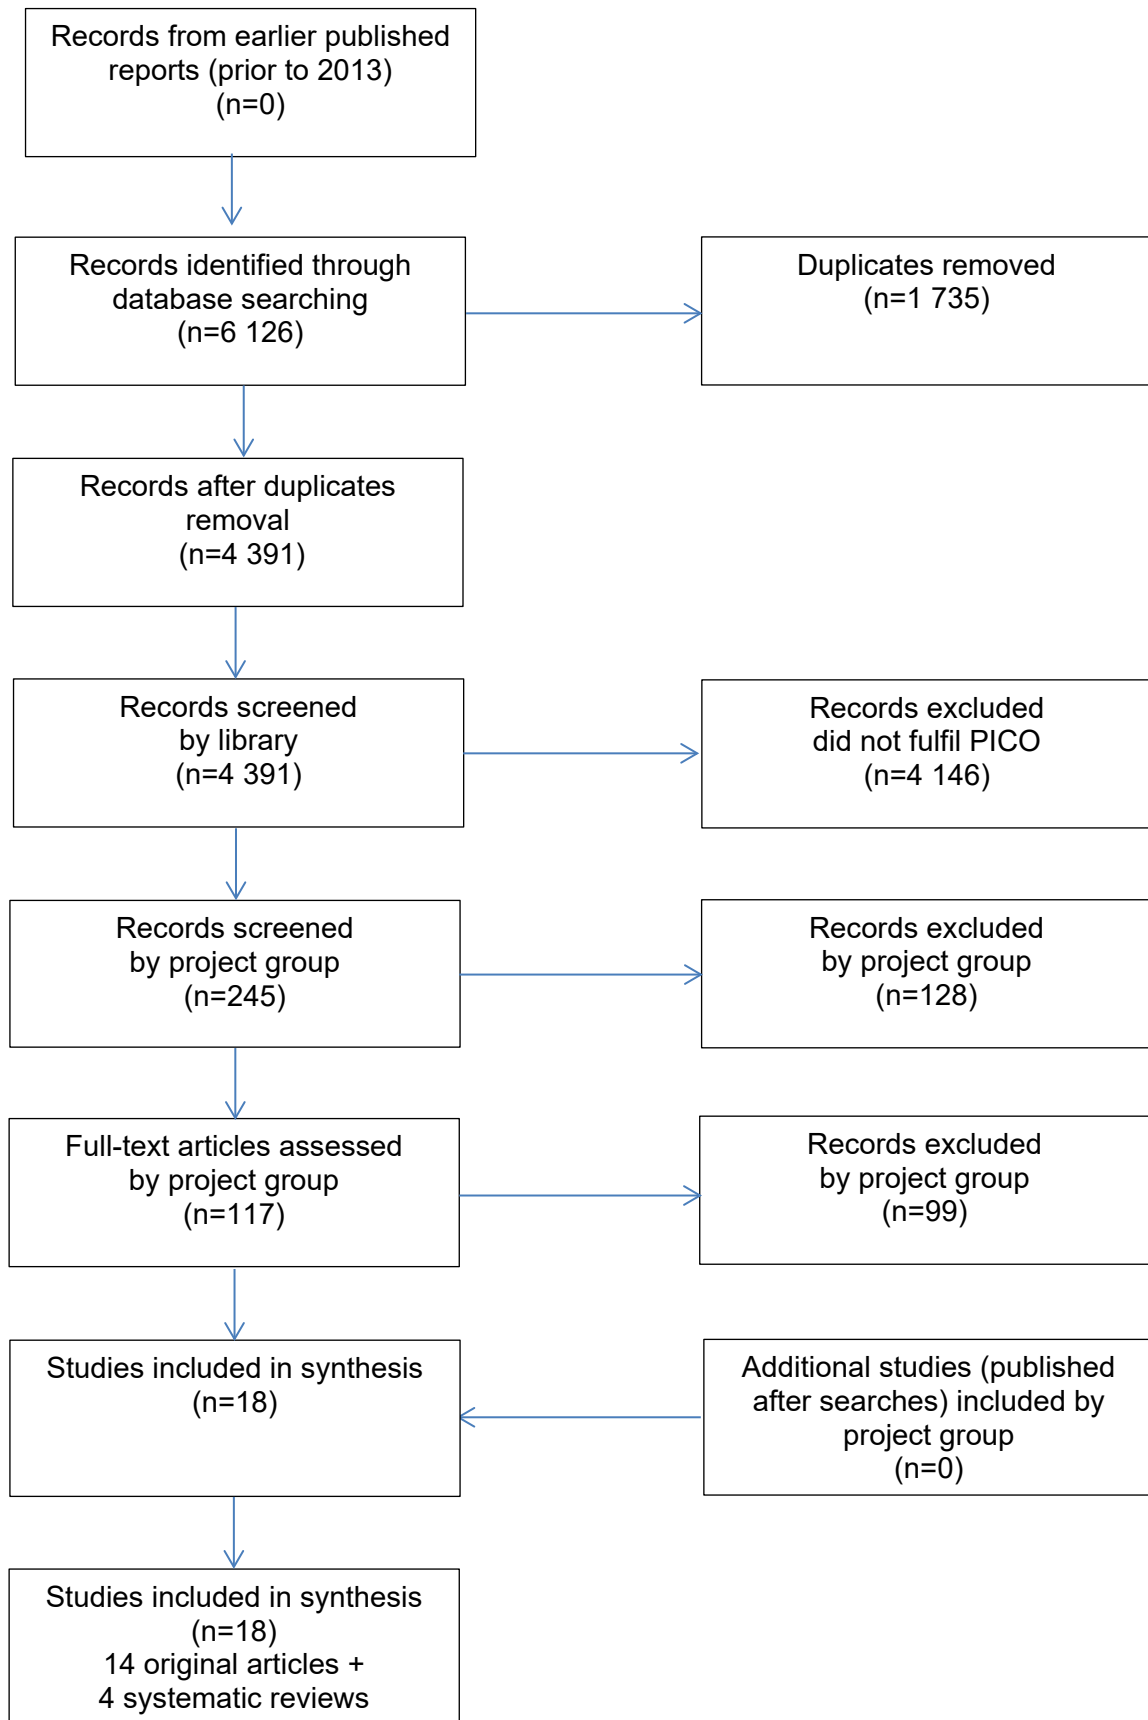 Records from earlier published
reports (prior to 2013)
(n=0)
Records identified through
database searching
(n=6 126)
Duplicates removed
(n=1 735)
Records after duplicates
removal
(n=4 391)
Records screened
by library
(n=4 391)
Records excluded
did not fulfil PICO
(n=4 146)
Records screened
by project group
(n=245)
Records excluded
by project group
(n=128)
Full-text articles assessed
by project group
(n=117)
Records excluded
by project group
(n=99)
Studies included in synthesis
(n=18)
Additional studies (published
after searches) included by
project group
(n=0)
Studies included in synthesis
(n=18)
14 original articles +
4 systematic reviews